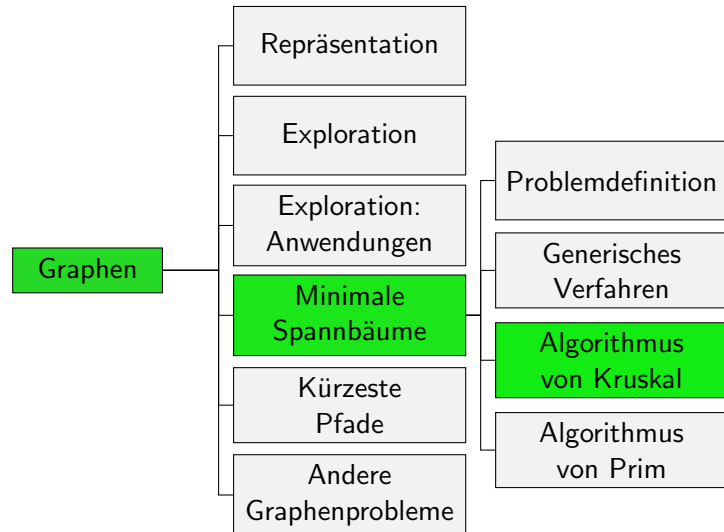 Graphen
Repräsentation
Exploration
Exploration:
Anwendungen
Minimale
Spannbäume
Kürzeste
Pfade
Andere
Graphenprobleme
Problemdefinition
Generisches
Verfahren
Algorithmus
von Kruskal
Algorithmus
von Prim